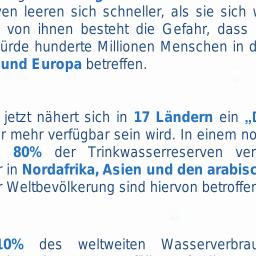 ven leeren sich schneller, als sie sich w
von ihnen besteht die Gefahr, dass
ürde hunderte Millionen Menschen in d
und Europa betreffen.
jetzt nähert sich in 17 Ländern ein „D
r mehr verfügbar sein wird. In einem no
80% der Trinkwasserreserven ver
r in Nordafrika, Asien und den arabisc
r Weltbevölkerung sind hiervon betroffen
10% des weltweiten Wasserverbrau